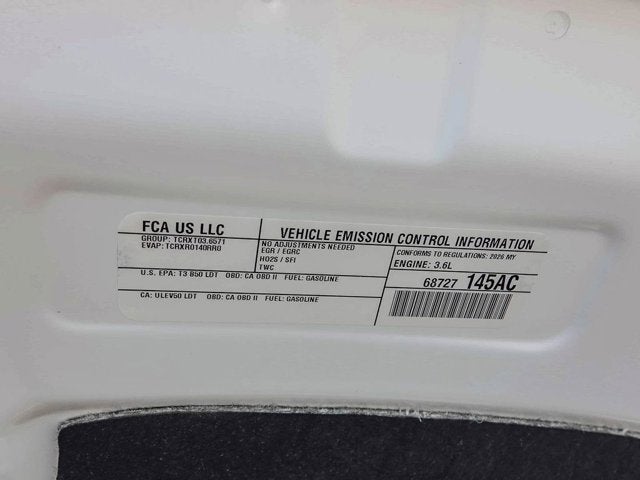 FCA US LLC
GROUP: TCRXT03.6571
EVAP: TCRXR0140RR0
VEHICLE EMISSION CONTROL INFORMATION
NO ADJUSTMENTS NEEDED
EGR / EGRC
HO2S / SFI
TWC
CONFORMS TO REGULATIONS: 2026 MY
ENGINE: 3.6L
U.S. EPA: T3 B50 LDT OBD: CA OBD II FUEL: GASOLINE
68727 145AC
CA: ULEV50 LDT OBD: CA OBD II FUEL: GASOLINE